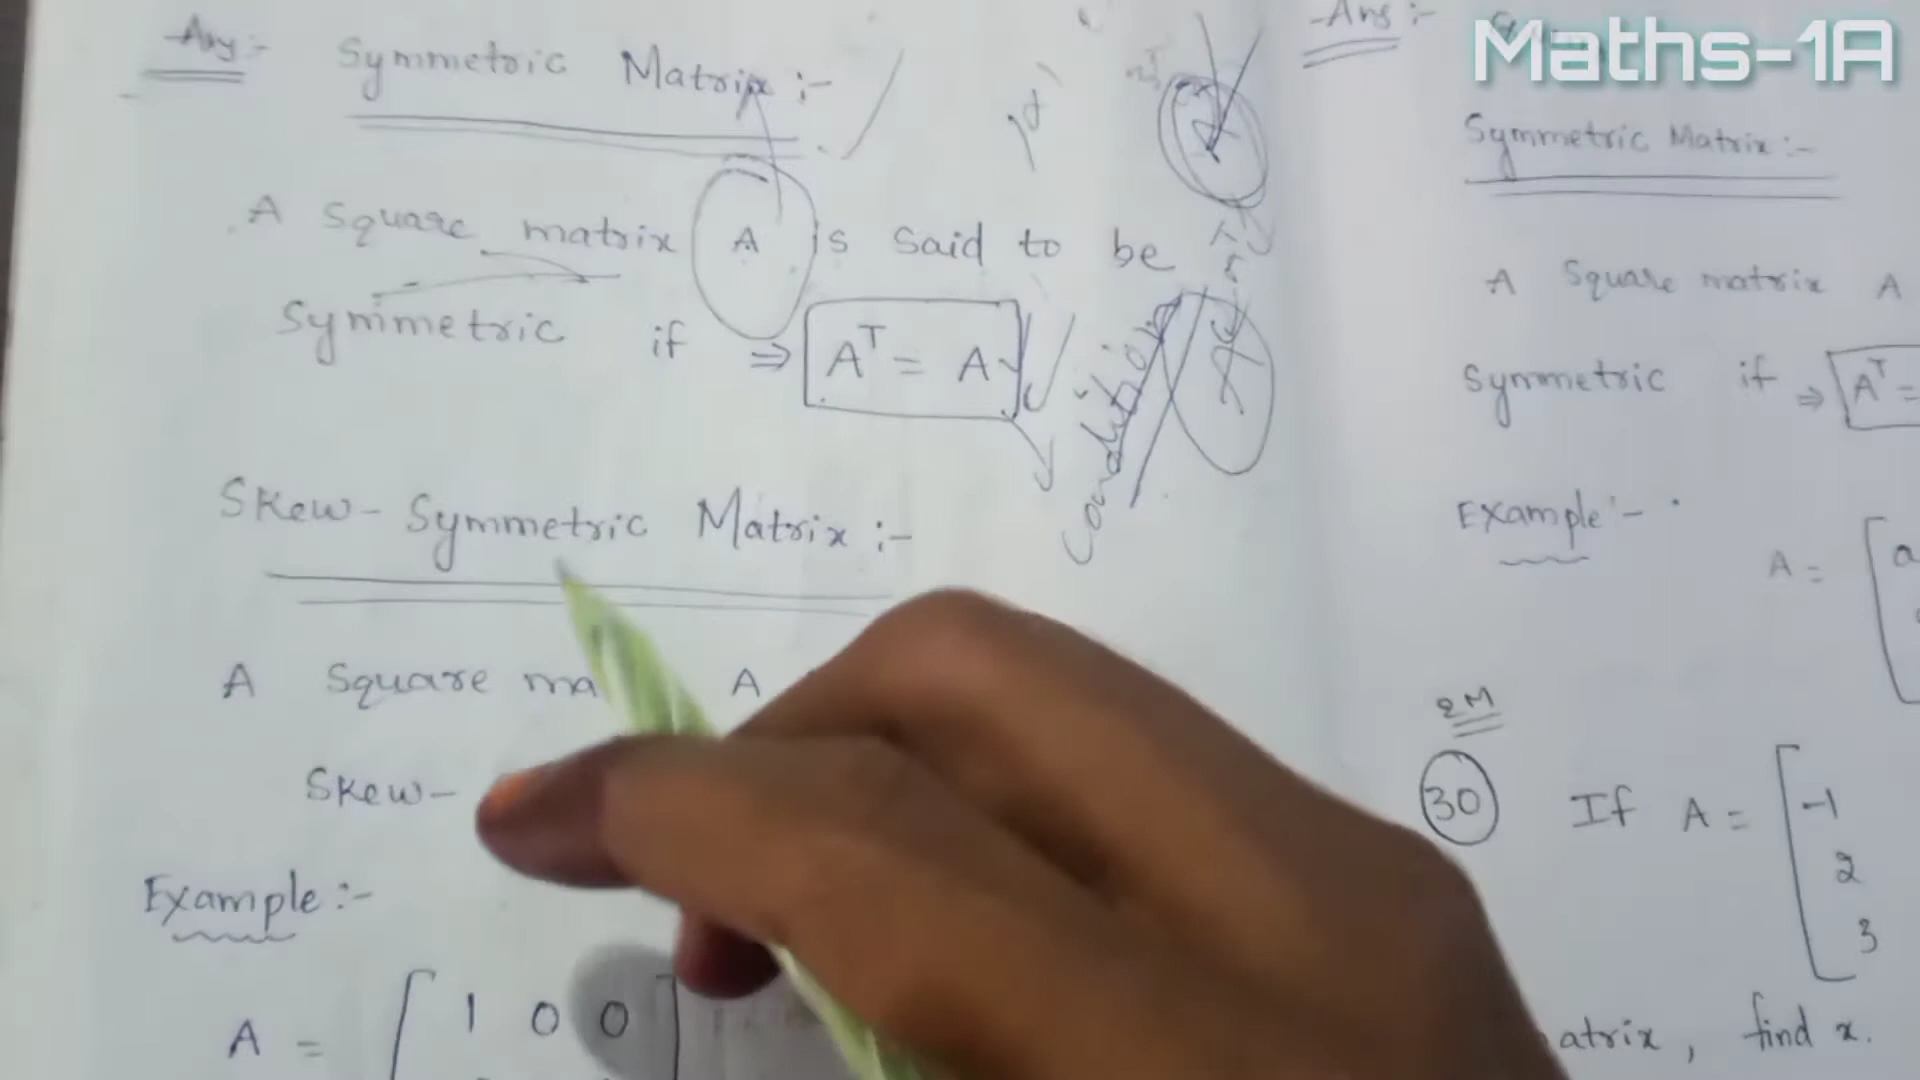 Ans:-
Symmetric Matrix :-
A Square matrix A is said to be
Symmetric if ⇒ Aᵀ = A
Condition
Skew-Symmetric Matrix :-
A Square ma A
Skew-
Example :-
A = [ 1 0 0 ]
Maths-1A
Ans :-
Symmetric Matrix :-
A Square matrix A
Symmetric if ⇒ Aᵀ =
Example :-
A = [ a
2M
30 If A = [ -1
2
3
atrix, find x.